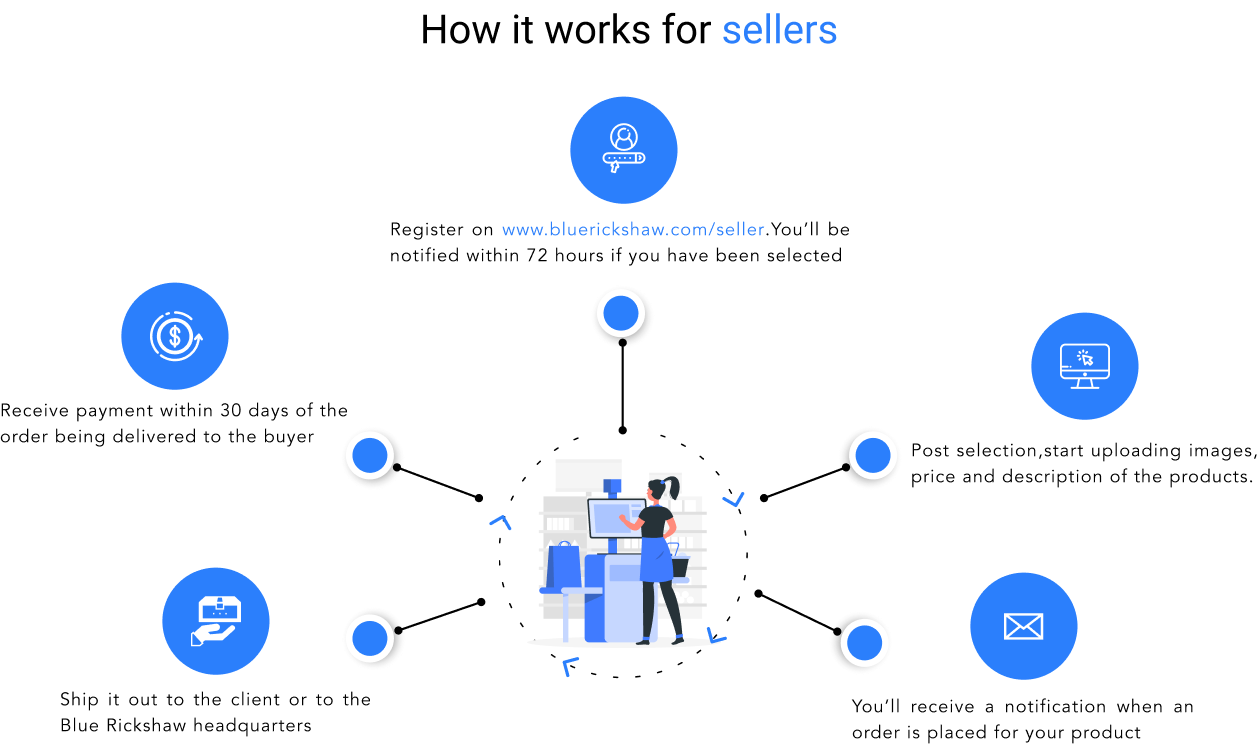 How it works for sellers
Register on www.bluerickshaw.com/seller.You’ll be
notified within 72 hours if you have been selected
Post selection,start uploading images,
price and description of the products.
You’ll receive a notification when an
order is placed for your product
Ship it out to the client or to the
Blue Rickshaw headquarters
Receive payment within 30 days of the
order being delivered to the buyer